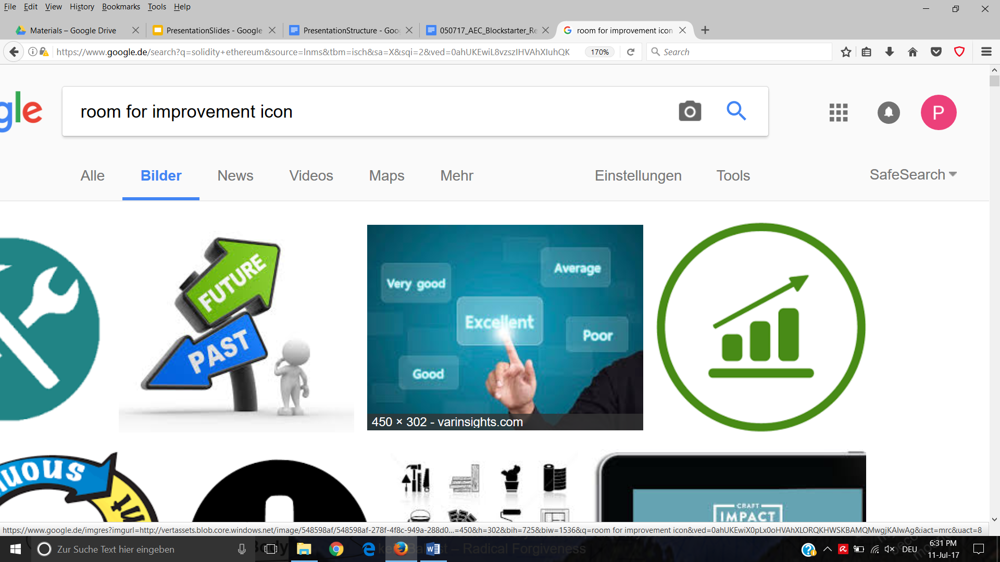 File Edit View History Bookmarks Tools Help
Materials – Google Drive
PresentationSlides - Google
PresentationStructure - Goo
050717_AEC_Blockstarter_Re
room for improvement icon
https://www.google.de/search?q=solidity+ethereum&source=lnms&tbm=isch&sa=X&sqi=2&ved=0ahUKEwiL8vzszIHVAhXIuhQK
170%
Search
gle
room for improvement icon
P
Alle Bilder News Videos Maps Mehr Einstellungen Tools SafeSearch
FUTURE
PAST
Very good
Average
Excellent
Poor
Good
450 × 302 - varinsights.com
nuous
CRAFT
IMPACT
https://www.google.de/imgres?imgurl=http://vertassets.blob.core.windows.net/image/548598af/548598af-278f-4f8c-949a-288d0...=450&h=302&bih=725&biw=1536&q=room for improvement icon&ved=0ahUKEwiX0pLx0oHVAhXLORQKHWSKBAMQMwgjKAIwAg&iact=mrc&uact=8
Zur Suche Text hier eingeben
Body
– Radical Forgiveness
DEU
6:31 PM
11-Jul-17